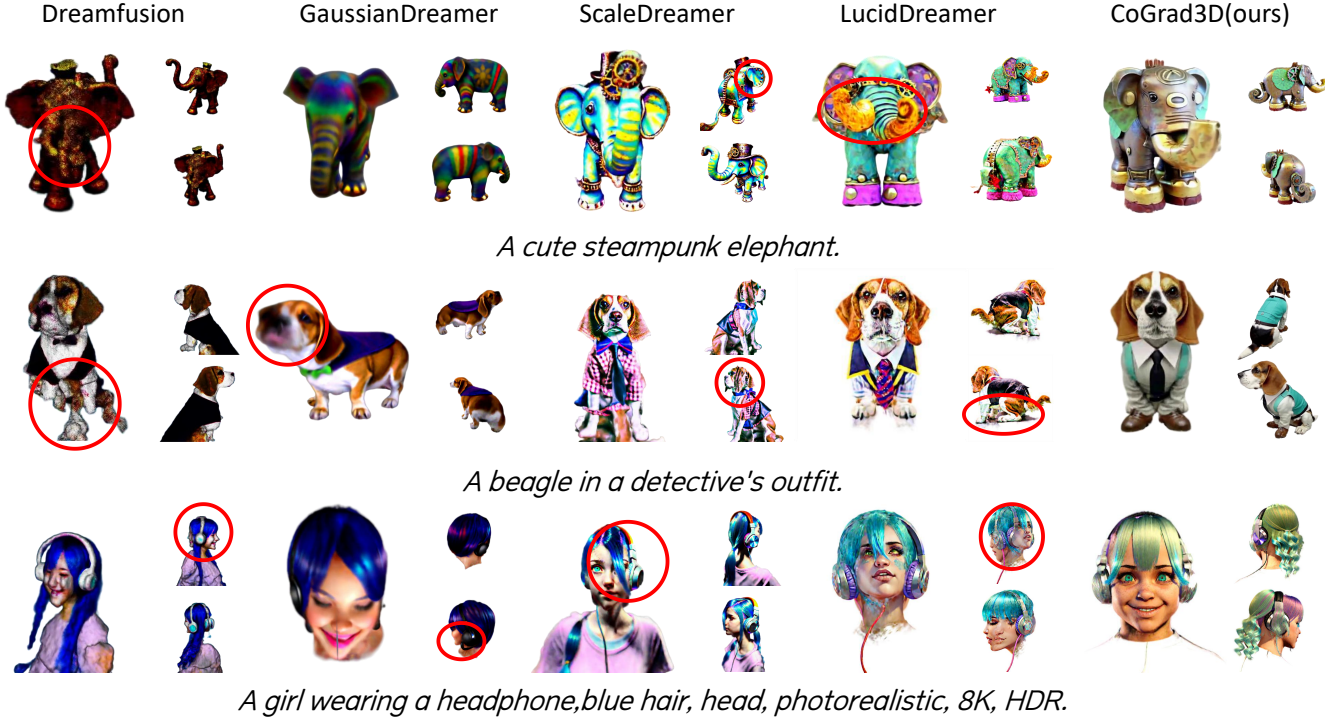 Dreamfusion GaussianDreamer ScaleDreamer LucidDreamer CoGrad3D(ours)
A cute steampunk elephant.
A beagle in a detective's outfit.
A girl wearing a headphone,blue hair, head, photorealistic, 8K, HDR.